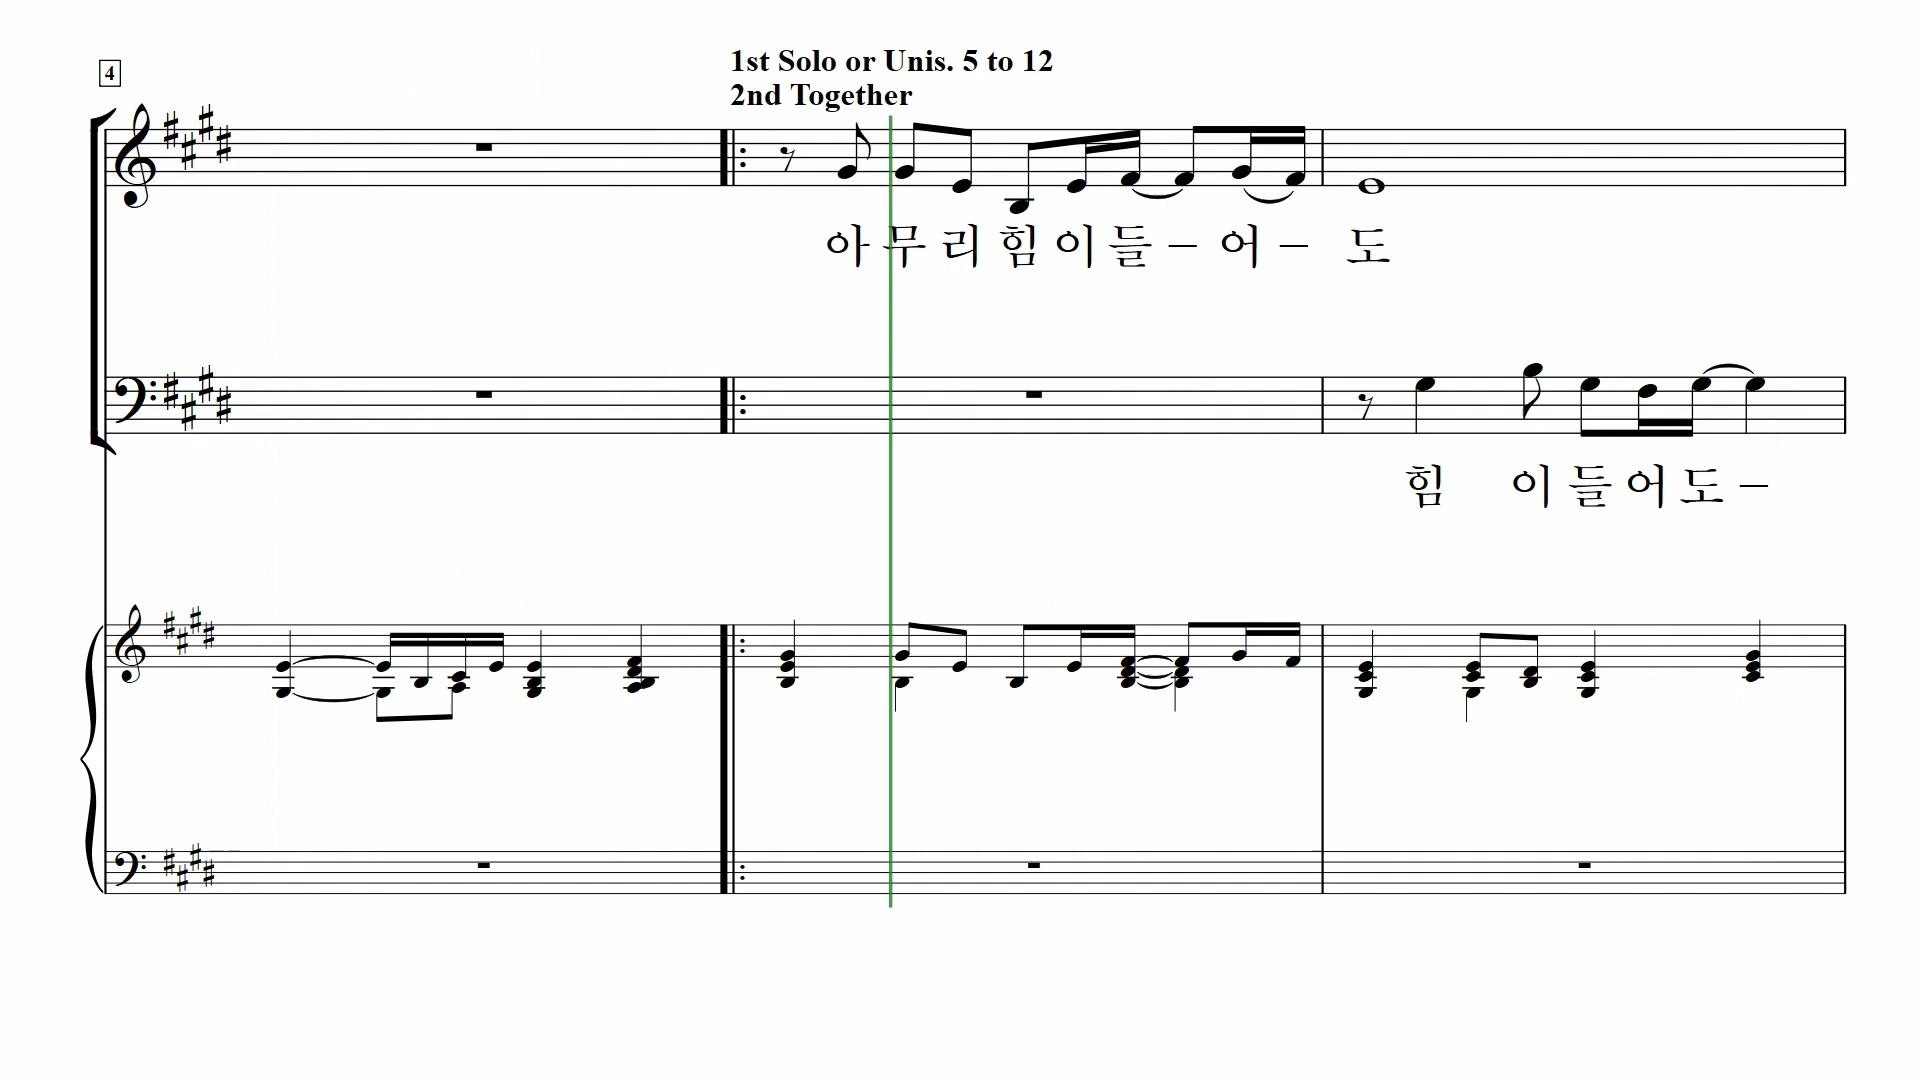 4
1st Solo or Unis. 5 to 12
2nd Together
아 무 리 힘 이 들 – 어 – 도
힘 이 들 어 도 –